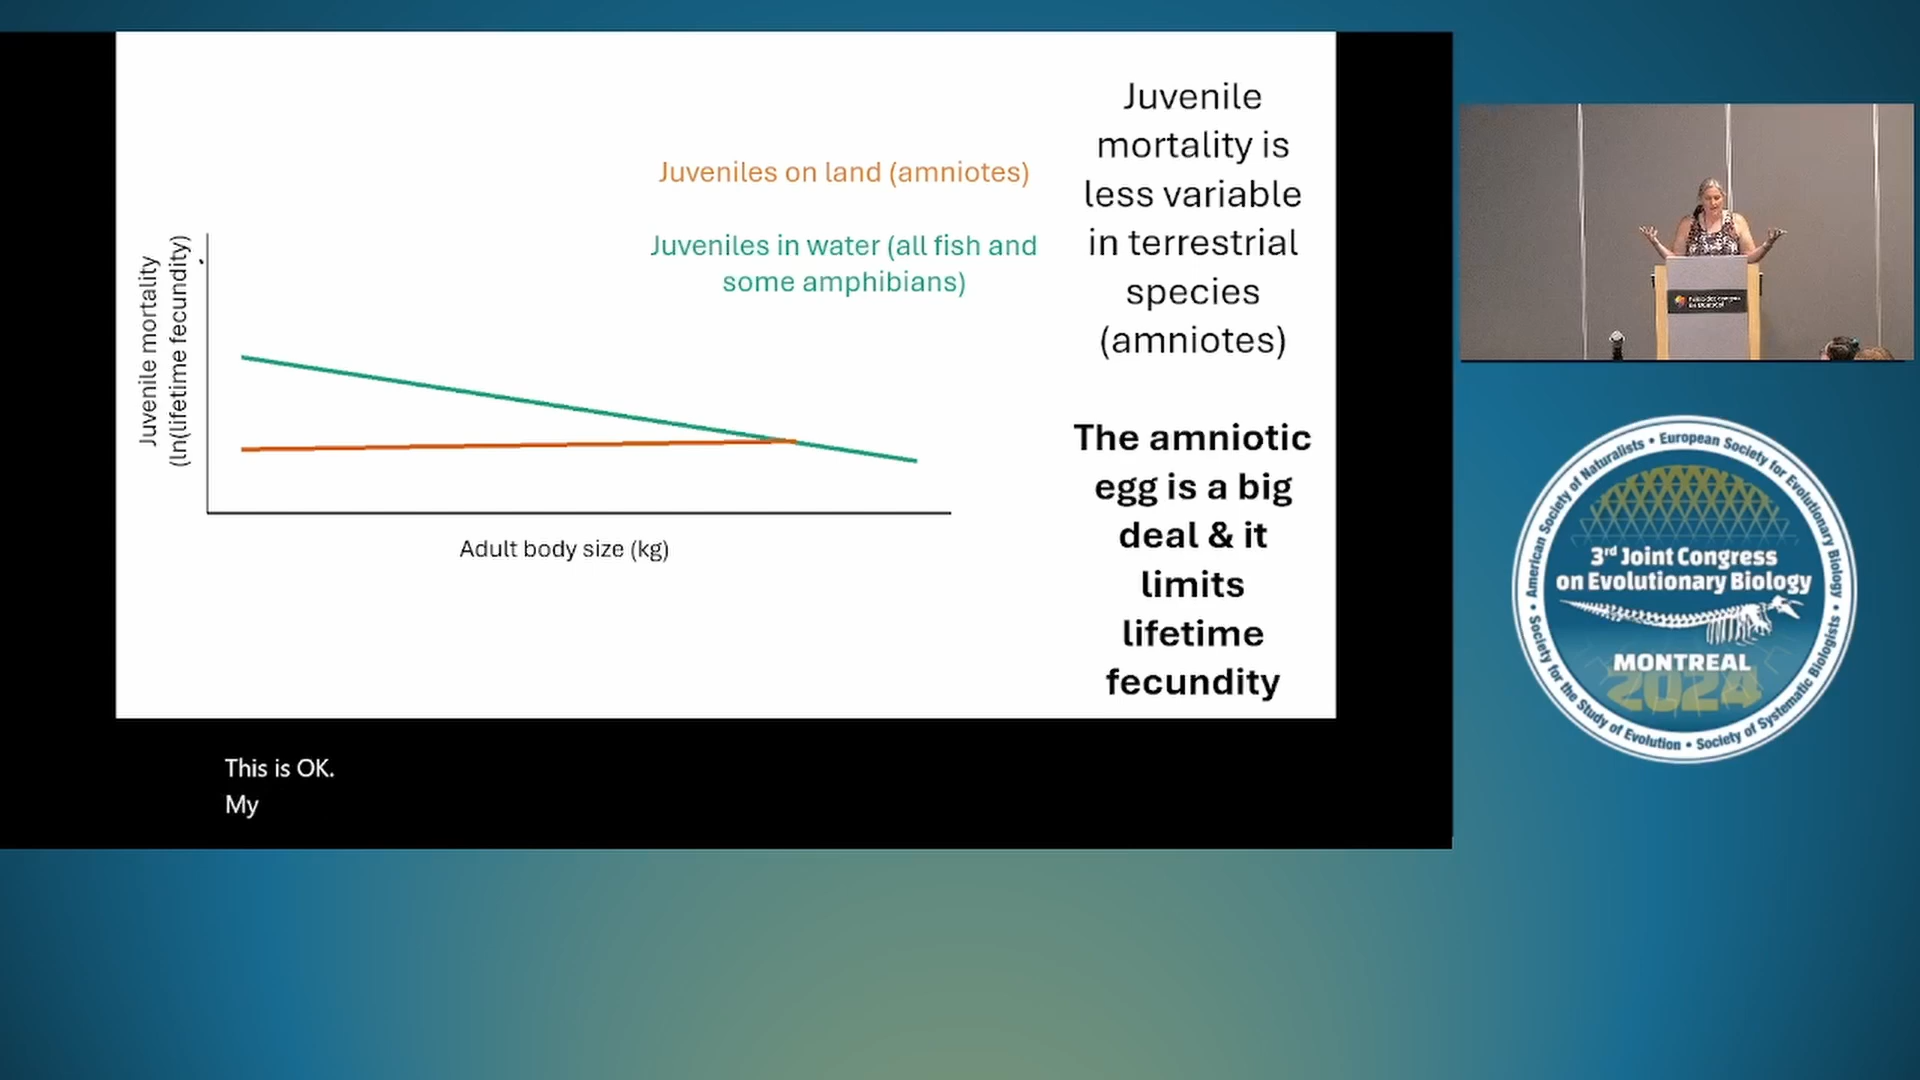 Juvenile
mortality is
less variable
in terrestrial
species
(amniotes)
The amniotic
egg is a big
deal & it
limits
lifetime
fecundity
Juveniles on land (amniotes)
Juveniles in water (all fish and
some amphibians)
Juvenile mortality
(ln(lifetime fecundity)
Adult body size (kg)
This is OK.
My
American Society of Naturalists • European Society for Evolutionary Biology • Society of Systematic Biologists • Society for the Study of Evolution •
3rd Joint Congress
on Evolutionary Biology
MONTREAL
2024